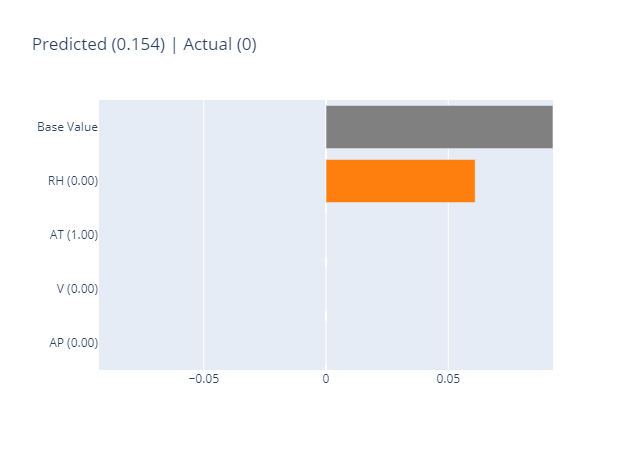 Predicted (0.154) | Actual (0)
Base Value
RH (0.00)
AT (1.00)
V (0.00)
AP (0.00)
−0.05 0 0.05